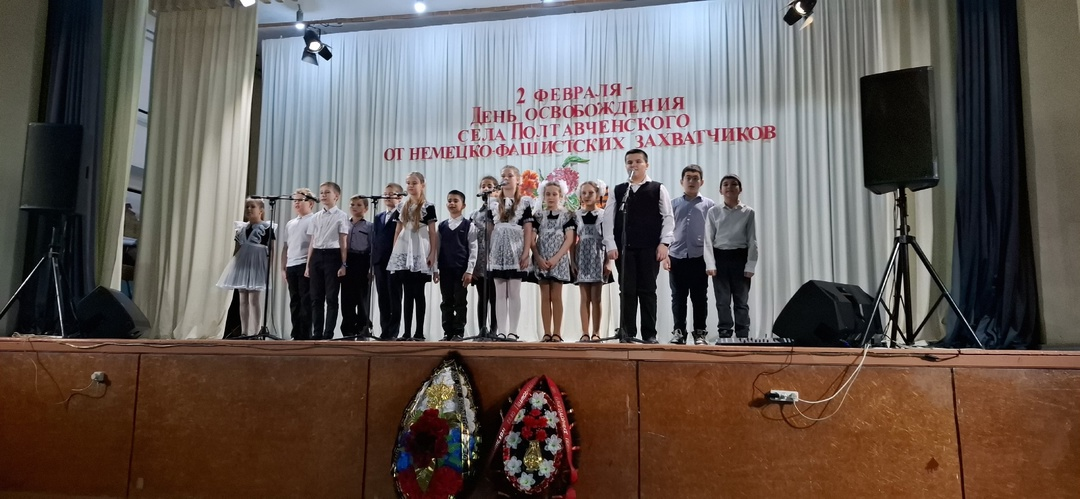 2 ФЕВРАЛЯ -
ДЕНЬ ОСВОБОЖДЕНИЯ
СЕЛА ПОЛТАВЧЕНСКОГО
ОТ НЕМЕЦКО-ФАШИСТСКИХ ЗАХВАТЧИКОВ